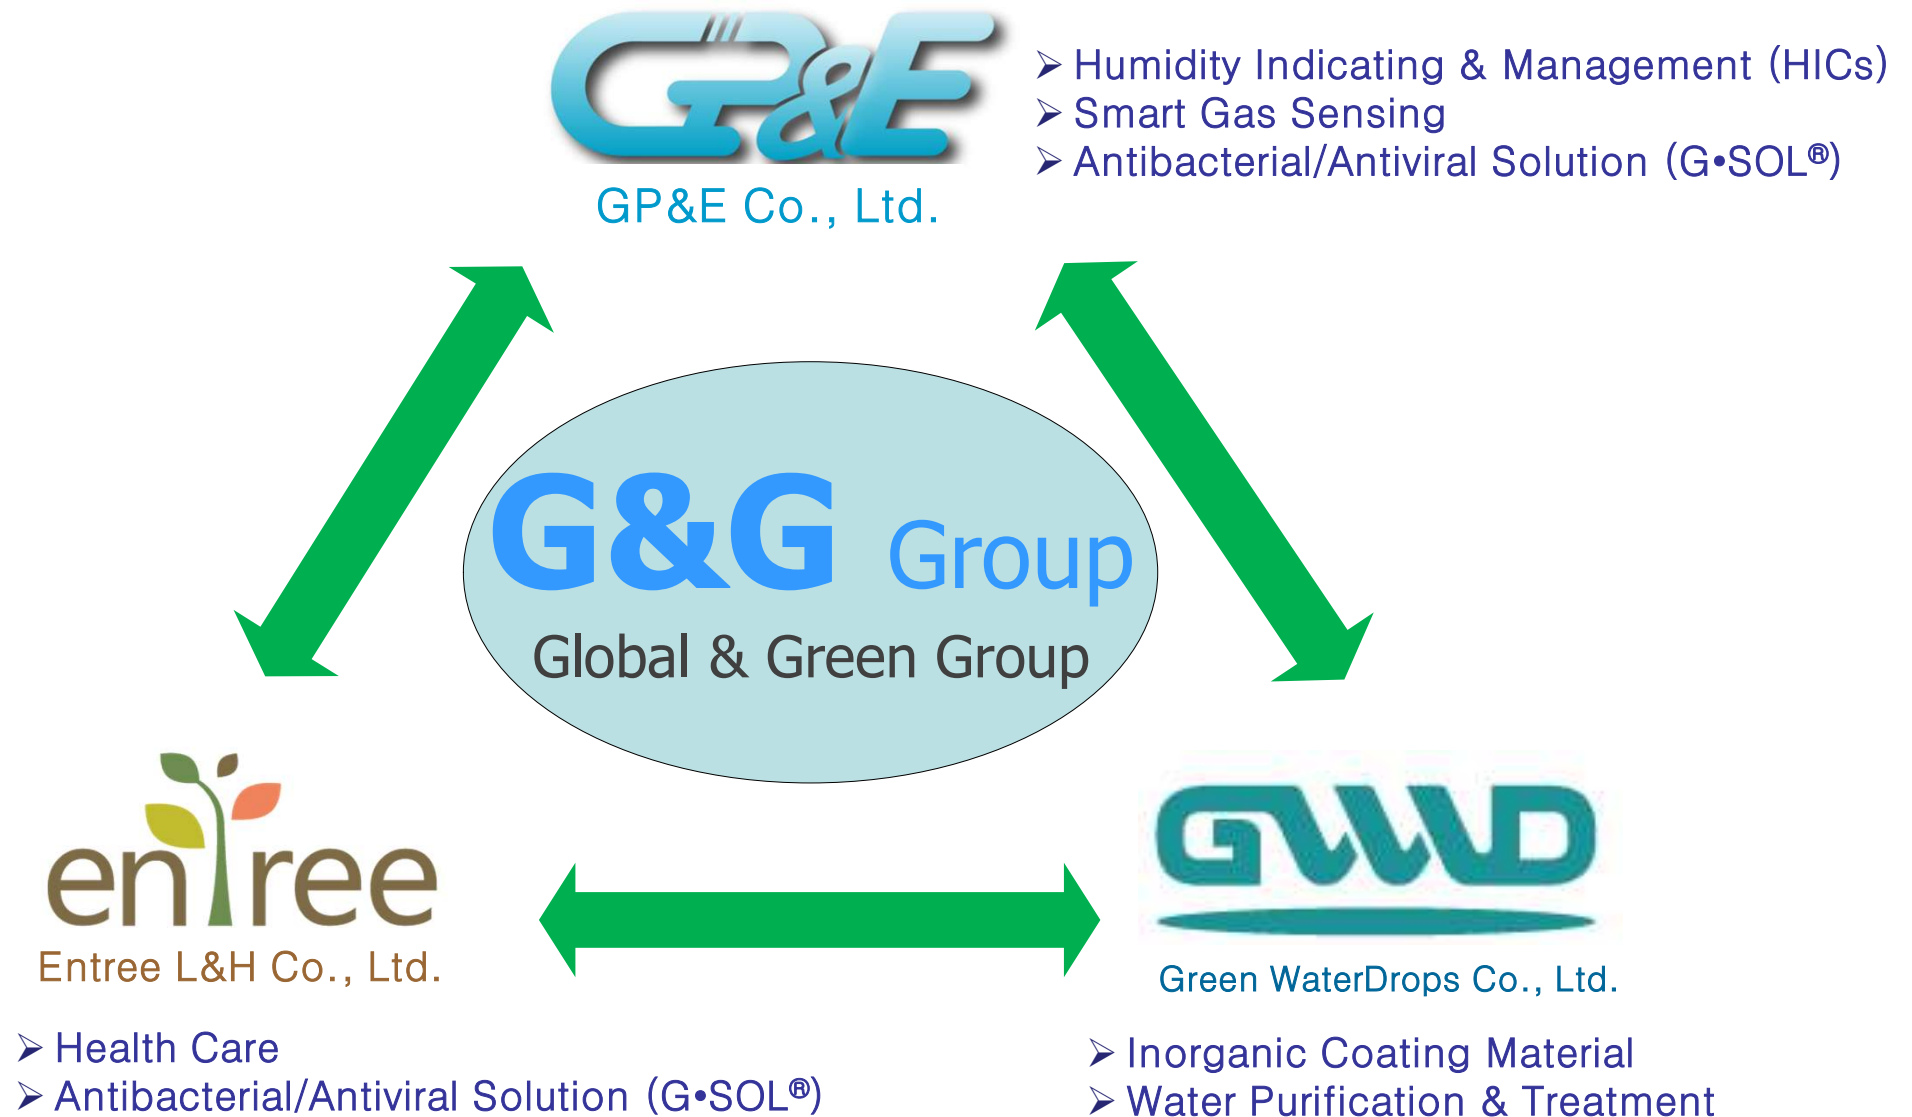 GP&E
➢ Humidity Indicating & Management (HICs)
➢ Smart Gas Sensing
➢ Antibacterial/Antiviral Solution (G•SOL®)
GP&E Co., Ltd.
G&G Group
Global & Green Group
entree
Entree L&H Co., Ltd.
➢ Health Care
➢ Antibacterial/Antiviral Solution (G•SOL®)
GWD
Green WaterDrops Co., Ltd.
➢ Inorganic Coating Material
➢ Water Purification & Treatment